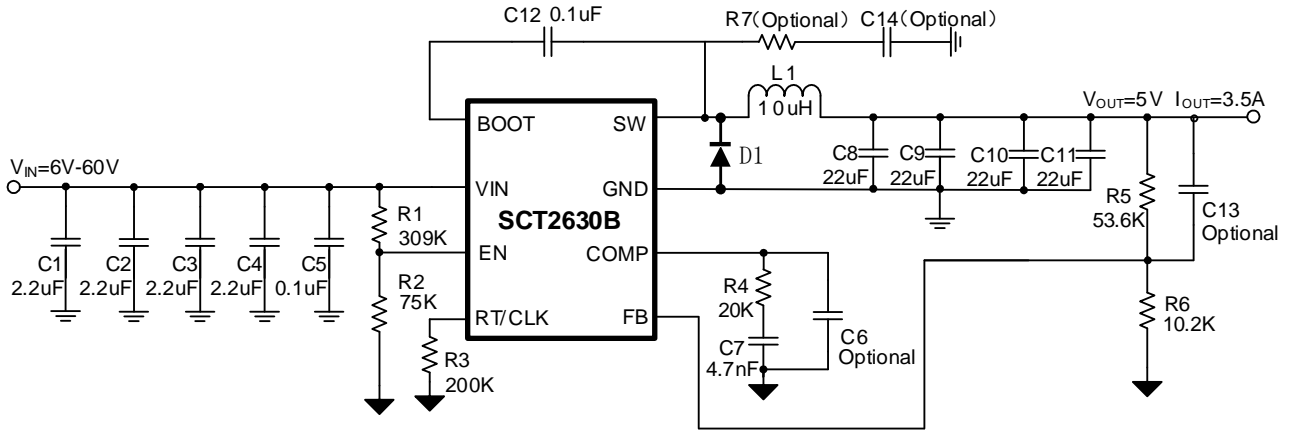 C12 0.1uF
R7(Optional)
C14(Optional)
L1
10uH
VOUT=5V IOUT=3.5A
BOOT
SW
D1
C8
22uF
C9
22uF
C10
22uF
C11
22uF
VIN=6V-60V
VIN
GND
SCT2630B
R1
309K
R5
53.6K
C13
Optional
EN
COMP
C1
2.2uF
C2
2.2uF
C3
2.2uF
C4
2.2uF
C5
0.1uF
R2
75K
R4
20K
R6
10.2K
RT/CLK
FB
C6
Optional
C7
4.7nF
R3
200K